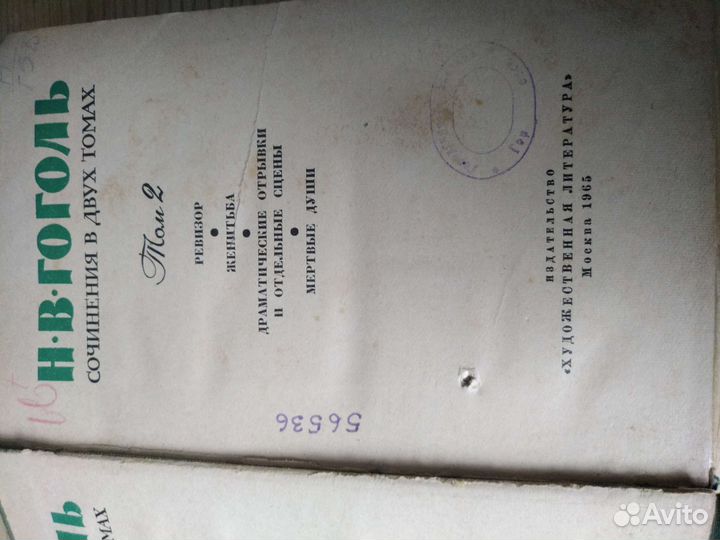 Н·В·ГОГОЛЬ
СОЧИНЕНИЯ В ДВУХ ТОМАХ
Том 2
РЕВИЗОР
ЖЕНИТЬБА
ДРАМАТИЧЕСКИЕ ОТРЫВКИ
И ОТДЕЛЬНЫЕ СЦЕНЫ
МЕРТВЫЕ ДУШИ
ИЗДАТЕЛЬСТВО
«ХУДОЖЕСТВЕННАЯ ЛИТЕРАТУРА»
Москва 1965
56536
Ь
МАХ
Avito